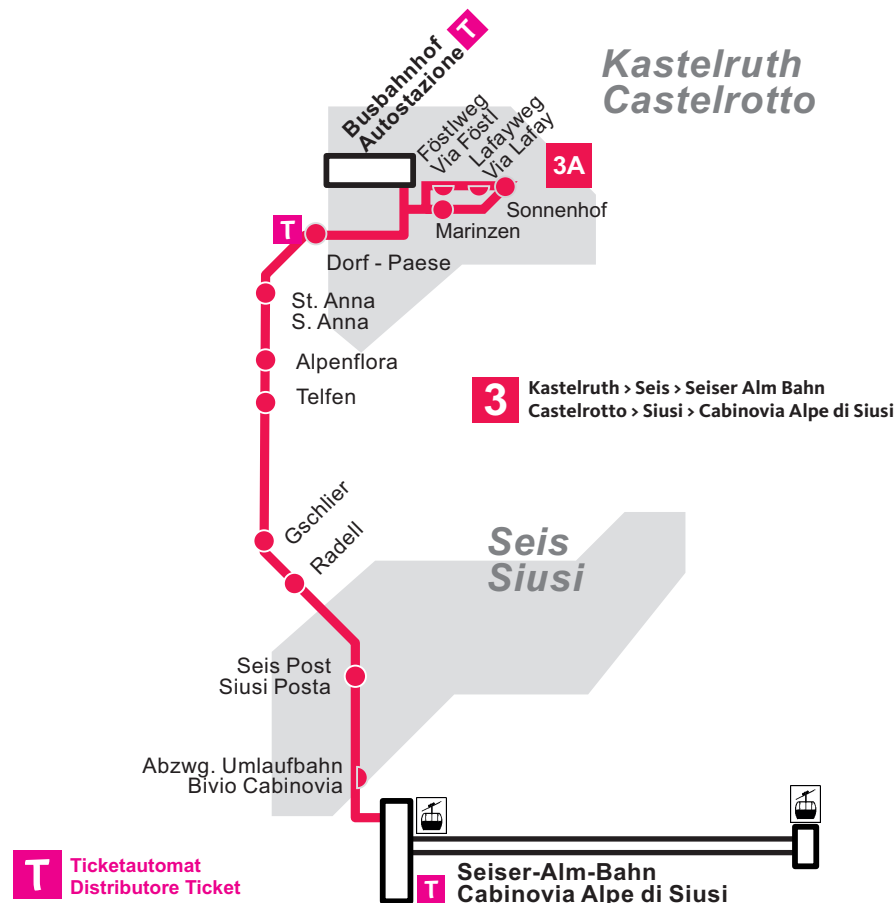 T
Busbahnhof
Autostazione
Kastelruth
Castelrotto
Föstlweg
Via Föstl
Lafayweg
Via Lafay
3A
Sonnenhof
Marinzen
T
Dorf - Paese
St. Anna
S. Anna
Alpenflora
Telfen
3
Kastelruth › Seis › Seiser Alm Bahn
Castelrotto › Siusi › Cabinovia Alpe di Siusi
Gschlier
Radell
Seis
Siusi
Seis Post
Siusi Posta
Abzwg. Umlaufbahn
Bivio Cabinovia
T
Ticketautomat
Distributore Ticket
T
Seiser-Alm-Bahn
Cabinovia Alpe di Siusi